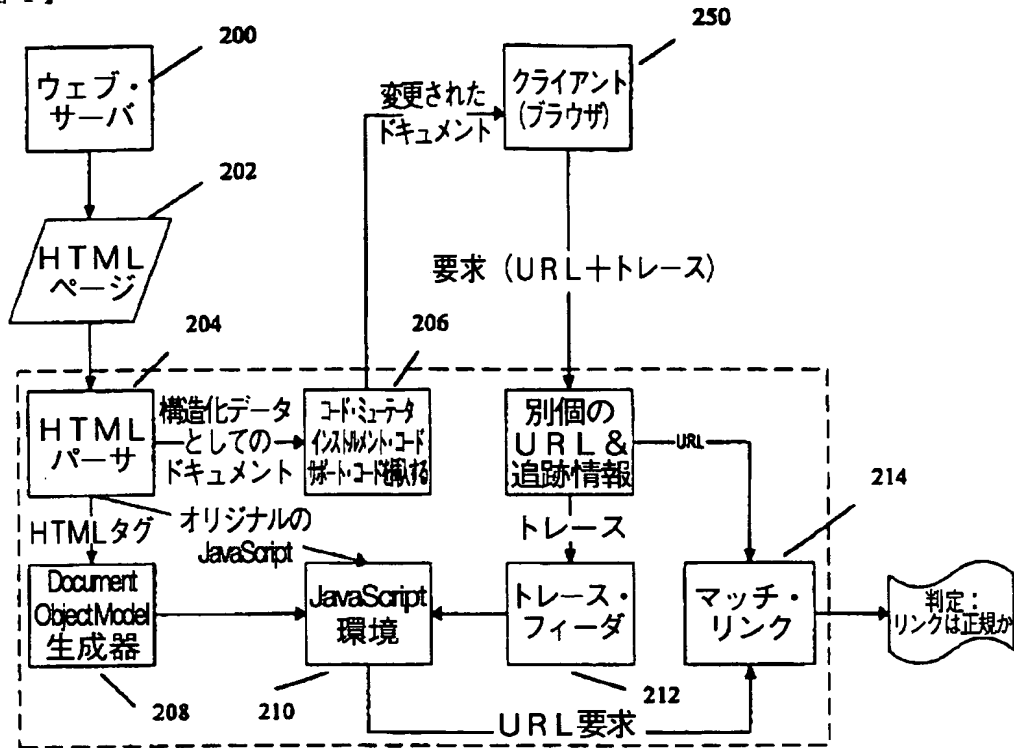 200
ウェブ・
サーバ
202
HTML
ページ
250
クライアント
(ブラウザ)
変更された
ドキュメント
要求 (URL+トレース)
204
HTML
パーサ
構造化データ
としての
ドキュメント
206
コード・ミューテータ
インストルメント・コード
サポート・コードを挿入する
別個の
URL&
追跡情報
URL
214
HTMLタグ
オリジナルの
JavaScript
トレース
Document
ObjectModel
生成器
208
JavaScript
環境
210
トレース・
フィーダ
212
マッチ・
リンク
判定:
リンクは正規か
URL要求